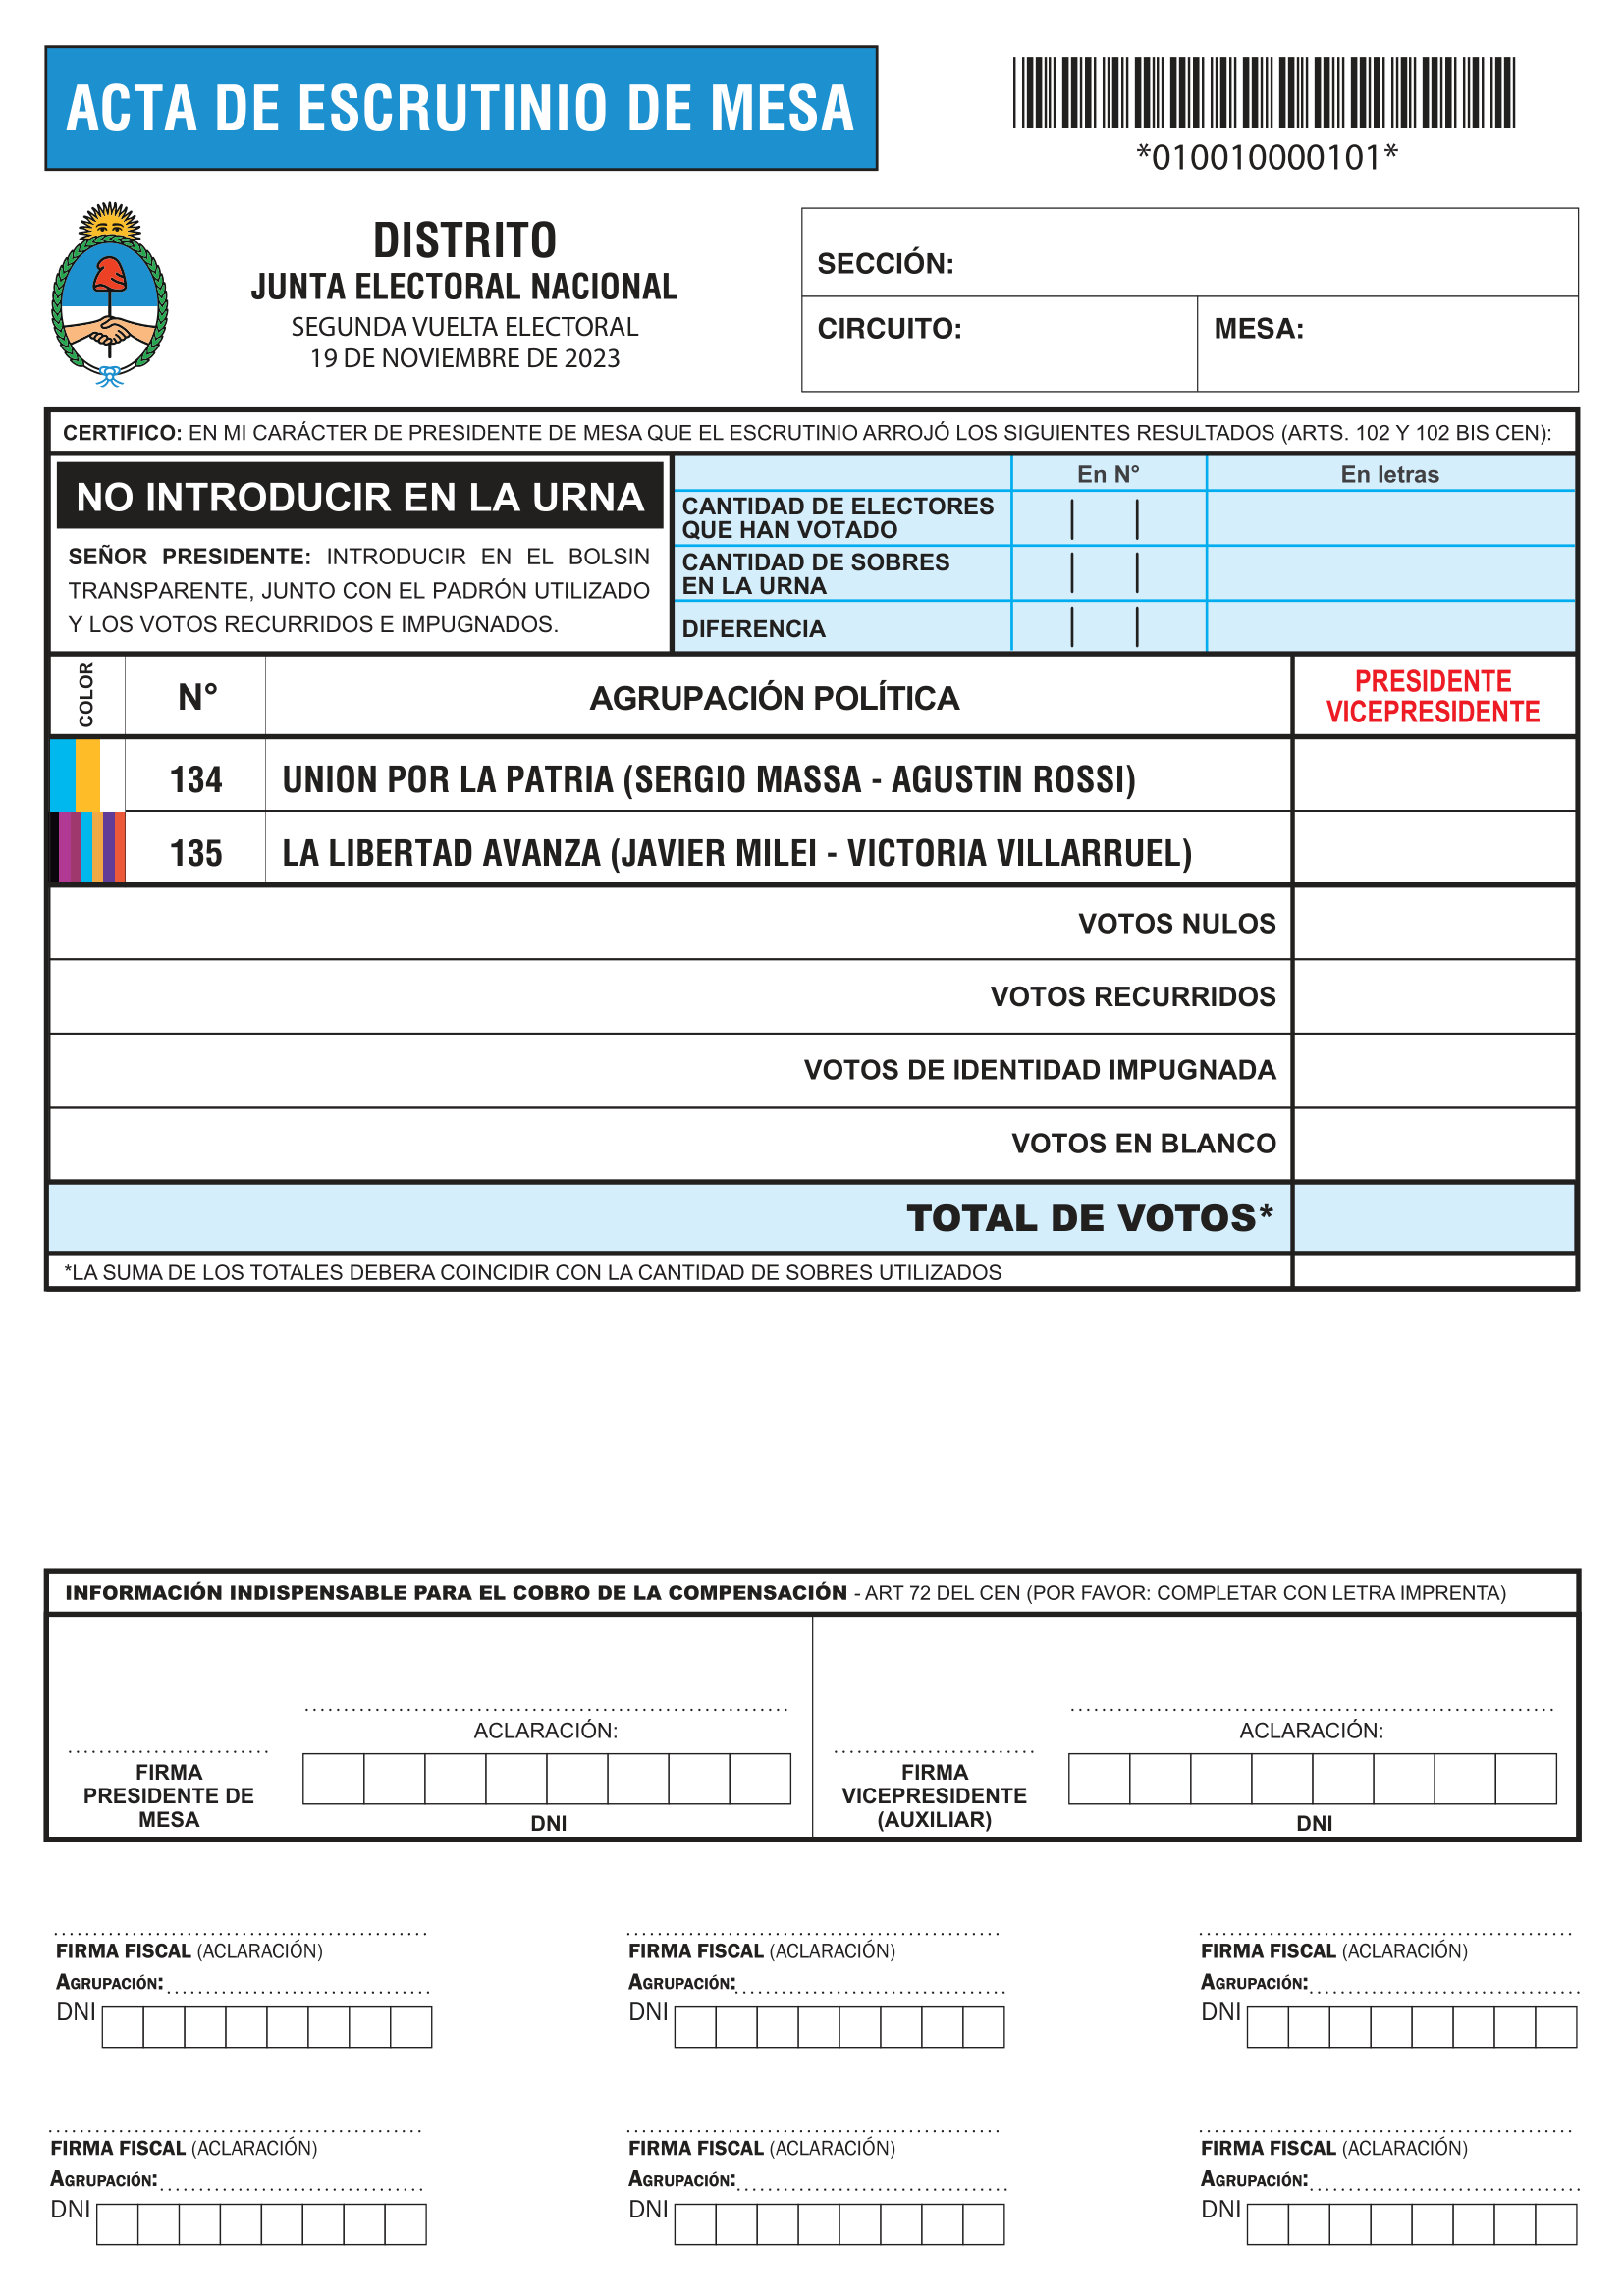 ACTA DE ESCRUTINIO DE MESA
*010010000101*
DISTRITO
JUNTA ELECTORAL NACIONAL
SEGUNDA VUELTA ELECTORAL
19 DE NOVIEMBRE DE 2023
SECCIÓN:
CIRCUITO:
MESA:
CERTIFICO: EN MI CARÁCTER DE PRESIDENTE DE MESA QUE EL ESCRUTINIO ARROJÓ LOS SIGUIENTES RESULTADOS (ARTS. 102 Y 102 BIS CEN):
NO INTRODUCIR EN LA URNA
SEÑOR PRESIDENTE: INTRODUCIR EN EL BOLSIN
TRANSPARENTE, JUNTO CON EL PADRÓN UTILIZADO
Y LOS VOTOS RECURRIDOS E IMPUGNADOS.
En N°
En letras
CANTIDAD DE ELECTORES
QUE HAN VOTADO
CANTIDAD DE SOBRES
EN LA URNA
DIFERENCIA
COLOR
N°
AGRUPACIÓN POLÍTICA
PRESIDENTE
VICEPRESIDENTE
134
UNION POR LA PATRIA (SERGIO MASSA - AGUSTIN ROSSI)
135
LA LIBERTAD AVANZA (JAVIER MILEI - VICTORIA VILLARRUEL)
VOTOS NULOS
VOTOS RECURRIDOS
VOTOS DE IDENTIDAD IMPUGNADA
VOTOS EN BLANCO
TOTAL DE VOTOS*
*LA SUMA DE LOS TOTALES DEBERA COINCIDIR CON LA CANTIDAD DE SOBRES UTILIZADOS
INFORMACIÓN INDISPENSABLE PARA EL COBRO DE LA COMPENSACIÓN - ART 72 DEL CEN (POR FAVOR: COMPLETAR CON LETRA IMPRENTA)
ACLARACIÓN:
FIRMA
PRESIDENTE DE
MESA
DNI
ACLARACIÓN:
FIRMA
VICEPRESIDENTE
(AUXILIAR)
DNI
FIRMA FISCAL (ACLARACIÓN)
AGRUPACIÓN:
DNI
FIRMA FISCAL (ACLARACIÓN)
AGRUPACIÓN:
DNI
FIRMA FISCAL (ACLARACIÓN)
AGRUPACIÓN:
DNI
FIRMA FISCAL (ACLARACIÓN)
AGRUPACIÓN:
DNI
FIRMA FISCAL (ACLARACIÓN)
AGRUPACIÓN:
DNI
FIRMA FISCAL (ACLARACIÓN)
AGRUPACIÓN:
DNI